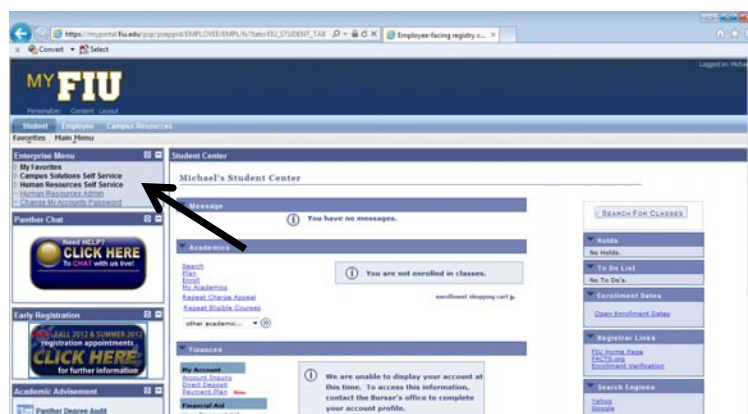 https://myportal.fiu.edu/psp/
Employee-facing registry c...
Convert
Select
MY FIU
Personalize: Content Layout
Student Employee Campus Resources
Favorites Main Menu
Enterprise Menu
My Favorites
Campus Solutions Self Service
Human Resources Self Service
Human Resources Admin
Change My Accounts Password
Panther Chat
Need HELP?
CLICK HERE
To CHAT with us live!
Early Registration
FALL 2012 & SUMMER 2012
registration appointments
CLICK HERE
for further information
Academic Advisement
Panther Degree Audit
Student Center
Michael's Student Center
Message
You have no messages.
Academics
Search
Plan
Enroll
My Academics
Repeat Charge Appeal
Repeat Eligible Courses
other academic...
You are not enrolled in classes.
enrollment shopping cart
Finances
My Account
Account Inquiry
Direct Deposit
Payment Plan New
Financial Aid
We are unable to display your account at
this time. To access this information,
contact the Bursar's office to complete
your account profile.
SEARCH FOR CLASSES
Holds
No Holds.
To Do List
No To Do's.
Enrollment Dates
Open Enrollment Dates
Registrar Links
FIU Home Page
FACTS.org
Enrollment Verification
Search Engines
Yahoo
Google